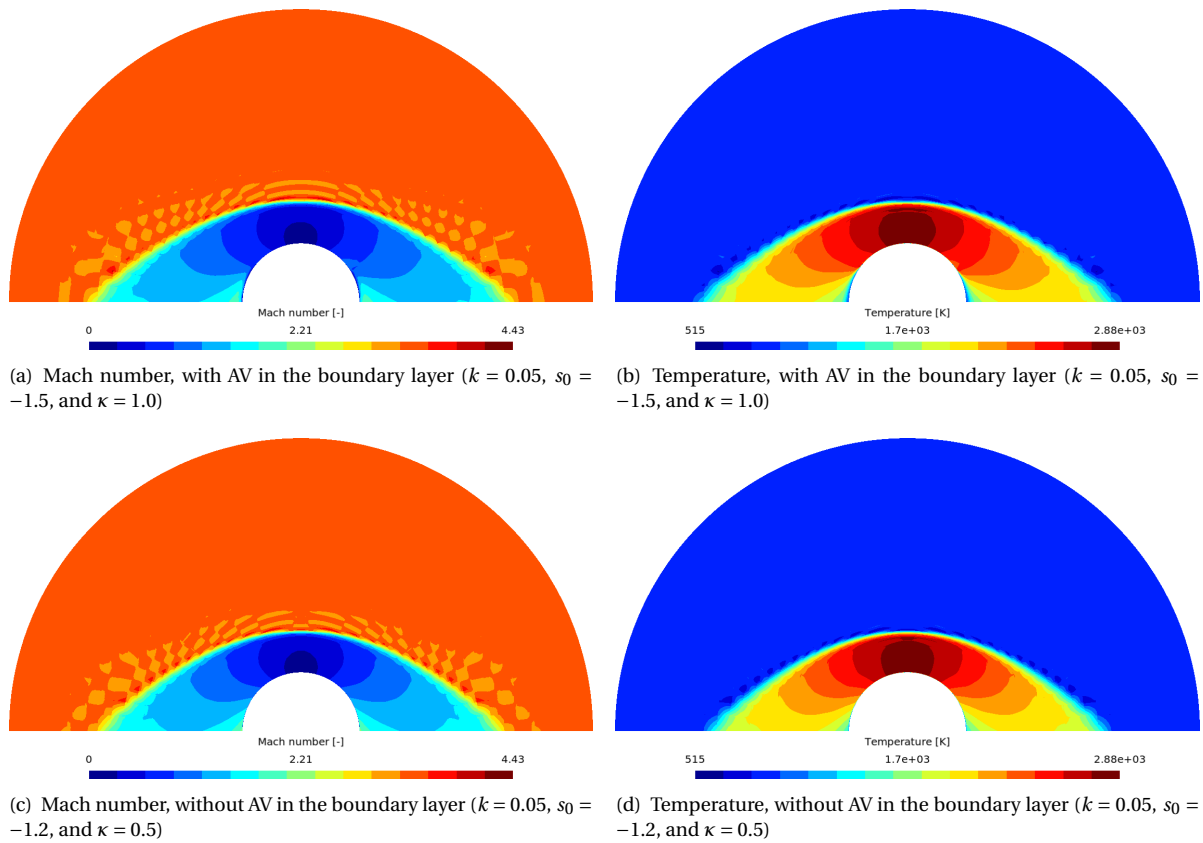 Mach number [-]
0 2.21 4.43
Temperature [K]
515 1.7e+03 2.88e+03
(a) Mach number, with AV in the boundary layer (k = 0.05, s₀ =
−1.5, and κ = 1.0)
(b) Temperature, with AV in the boundary layer (k = 0.05, s₀ =
−1.5, and κ = 1.0)
Mach number [-]
0 2.21 4.43
Temperature [K]
515 1.7e+03 2.88e+03
(c) Mach number, without AV in the boundary layer (k = 0.05, s₀ =
−1.2, and κ = 0.5)
(d) Temperature, without AV in the boundary layer (k = 0.05, s₀ =
−1.2, and κ = 0.5)